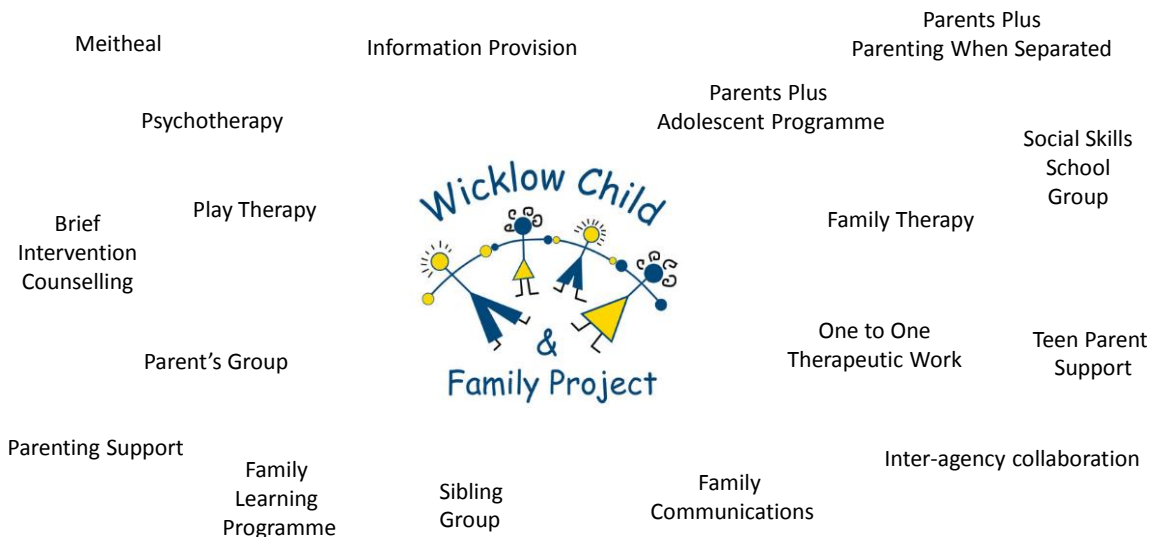 Meitheal
Information Provision
Parents Plus
Parenting When Separated
Parents Plus
Adolescent Programme
Psychotherapy
Social Skills
School
Group
Wicklow Child
&
Family Project
Play Therapy
Family Therapy
Brief
Intervention
Counselling
One to One
Therapeutic Work
Teen Parent
Support
Parent’s Group
Parenting Support
Inter-agency collaboration
Family
Learning
Programme
Sibling
Group
Family
Communications